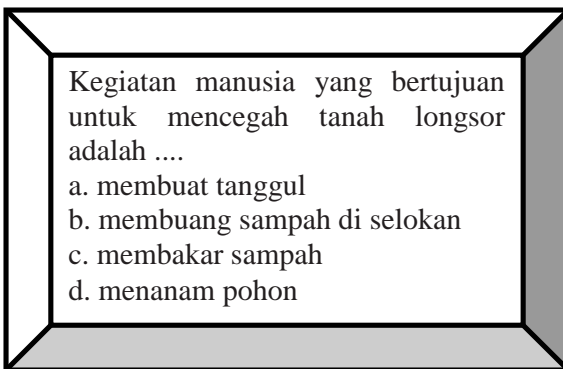 Kegiatan manusia yang bertujuan
untuk mencegah tanah longsor
adalah ....
a. membuat tanggul
b. membuang sampah di selokan
c. membakar sampah
d. menanam pohon